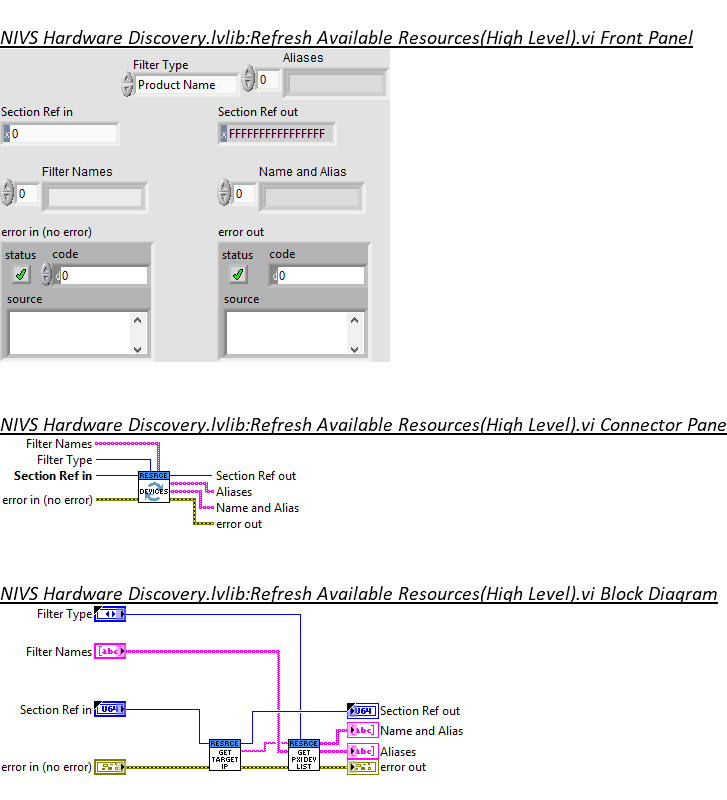 NIVS Hardware Discovery.lvlib:Refresh Available Resources(High Level).vi Front Panel
Filter Type
Aliases
Product Name
0
Section Ref in
Section Ref out
x 0
x FFFFFFFFFFFFFFFF
Filter Names
Name and Alias
0
0
error in (no error)
error out
status code
status code
d 0
d 0
source
source
NIVS Hardware Discovery.lvlib:Refresh Available Resources(High Level).vi Connector Pane
Filter Names
Filter Type
Section Ref in
RESRCE
Section Ref out
DEVICES
Aliases
error in (no error)
Name and Alias
error out
NIVS Hardware Discovery.lvlib:Refresh Available Resources(High Level).vi Block Diagram
Filter Type
Filter Names
[abc]
Section Ref in
U64
U64
Section Ref out
[abc]
Name and Alias
RESRCE
GET
TARGET
IP
RESRCE
GET
PXIDEV
LIST
[abc]
Aliases
error in (no error)
error out